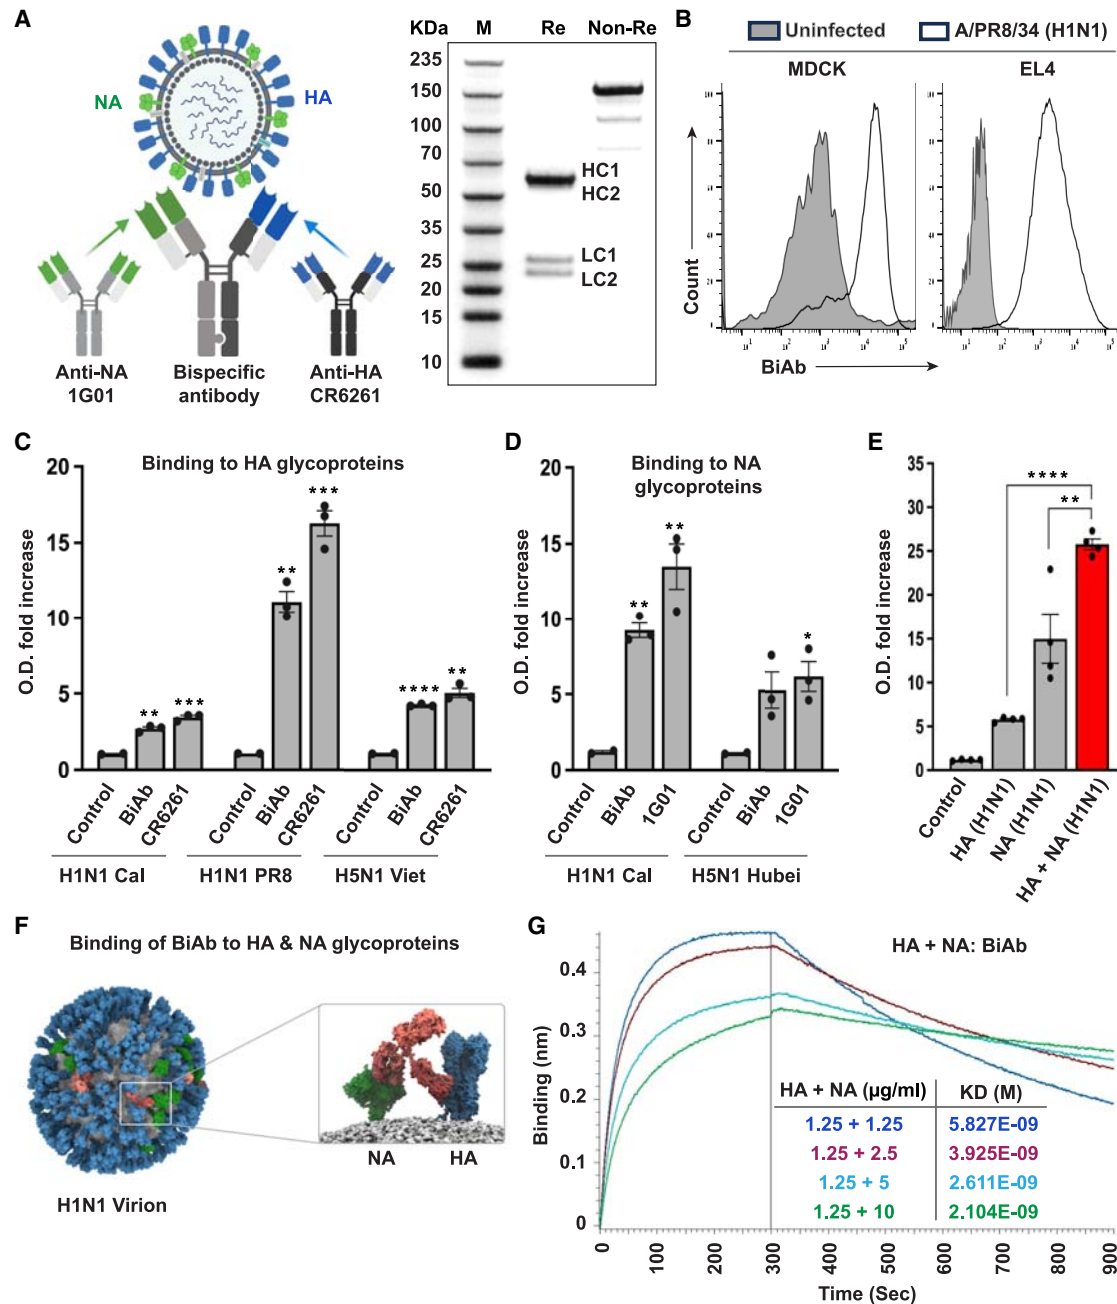 A
NA
HA
Anti-NA
1G01
Bispecific
antibody
Anti-HA
CR6261
KDa M Re Non-Re
235
150
100
70
50
35
25
20
15
10
HC1
HC2
LC1
LC2
B
Uninfected A/PR8/34 (H1N1)
MDCK EL4
Count
BiAb
C
Binding to HA glycoproteins
O.D. fold increase
20
15
10
5
0
** *** ** *** **** **
Control BiAb CR6261 Control BiAb CR6261 Control BiAb CR6261
H1N1 Cal H1N1 PR8 H5N1 Viet
D
Binding to NA
glycoproteins
O.D. fold increase
20
15
10
5
0
** ** *
Control BiAb 1G01 Control BiAb 1G01
H1N1 Cal H5N1 Hubei
E
O.D. fold increase
35
30
25
20
15
10
5
0
****
**
Control HA (H1N1) NA (H1N1) HA + NA (H1N1)
F
Binding of BiAb to HA & NA glycoproteins
NA HA
H1N1 Virion
G
HA + NA: BiAb
Binding (nm)
0.4
0.3
0.2
0.1
0
HA + NA (µg/ml) KD (M)
1.25 + 1.25 5.827E-09
1.25 + 2.5 3.925E-09
1.25 + 5 2.611E-09
1.25 + 10 2.104E-09
0 100 200 300 400 500 600 700 800 900
Time (Sec)